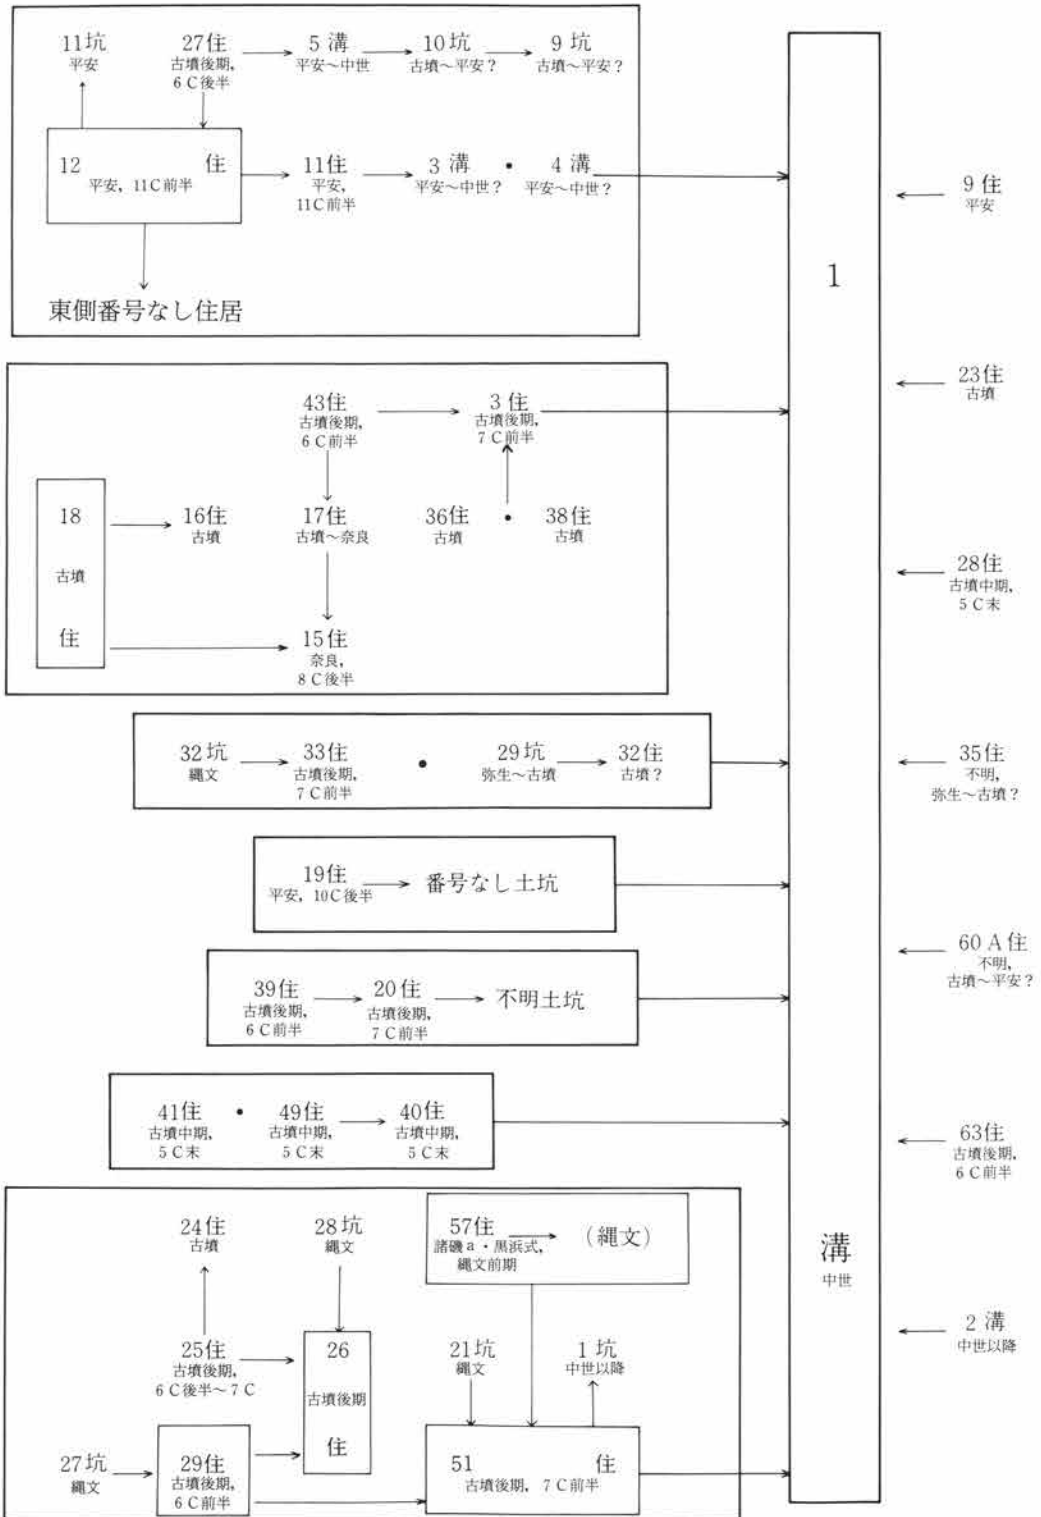 11坑 27住 5溝 10坑 9坑
平安 古墳後期, 平安〜中世 古墳〜平安? 古墳〜平安?
6C後半
12 住 11住 3溝 ・ 4溝
平安, 11C前半 平安, 平安〜中世? 平安〜中世?
11C前半
東側番号なし住居
43住 3住
古墳後期, 古墳後期,
6C前半 7C前半
18 16住 17住 36住 ・ 38住
古墳 古墳〜奈良 古墳 古墳
古墳
住 15住
奈良,
8C後半
32坑 33住 ・ 29坑 32住
縄文 古墳後期, 弥生〜古墳 古墳?
7C前半
19住 番号なし土坑
平安, 10C後半
39住 20住 不明土坑
古墳後期, 古墳後期,
6C前半 7C前半
41住 ・ 49住 40住
古墳中期, 古墳中期, 古墳中期,
5C末 5C末 5C末
24住 28坑 57住 (縄文)
古墳 縄文 諸磯a・黒浜式,
縄文前期
25住 26 21坑 1坑
古墳後期, 縄文 中世以降
6C後半〜7C 古墳後期
住
27坑 29住 51 住
縄文 古墳後期, 古墳後期, 7C前半
6C前半
1
溝
中世
9住
平安
23住
古墳
28住
古墳中期,
5C末
35住
不明,
弥生〜古墳?
60A住
不明,
古墳〜平安?
63住
古墳後期,
6C前半
2溝
中世以降